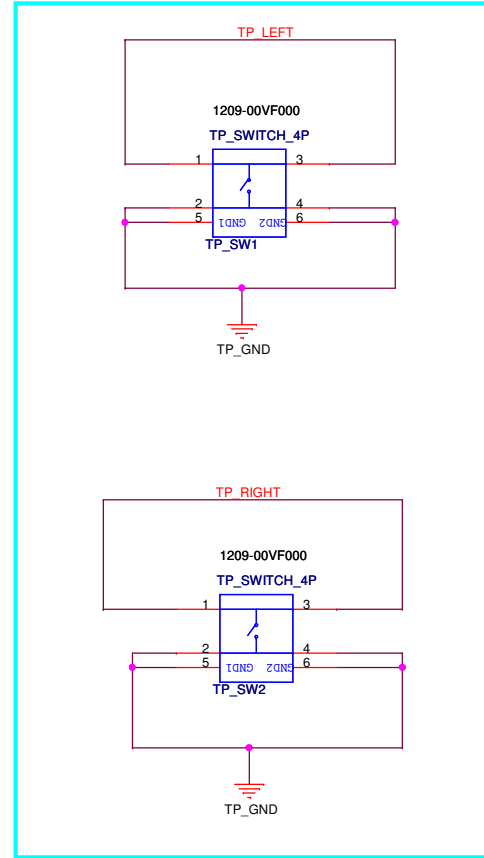 TP_LEFT
1209-00VF000
TP_SWITCH_4P
1 3
2 4
5 GND1 GND2 6
TP_SW1
TP_GND
TP_RIGHT
1209-00VF000
TP_SWITCH_4P
1 3
2 4
5 GND1 GND2 6
TP_SW2
TP_GND